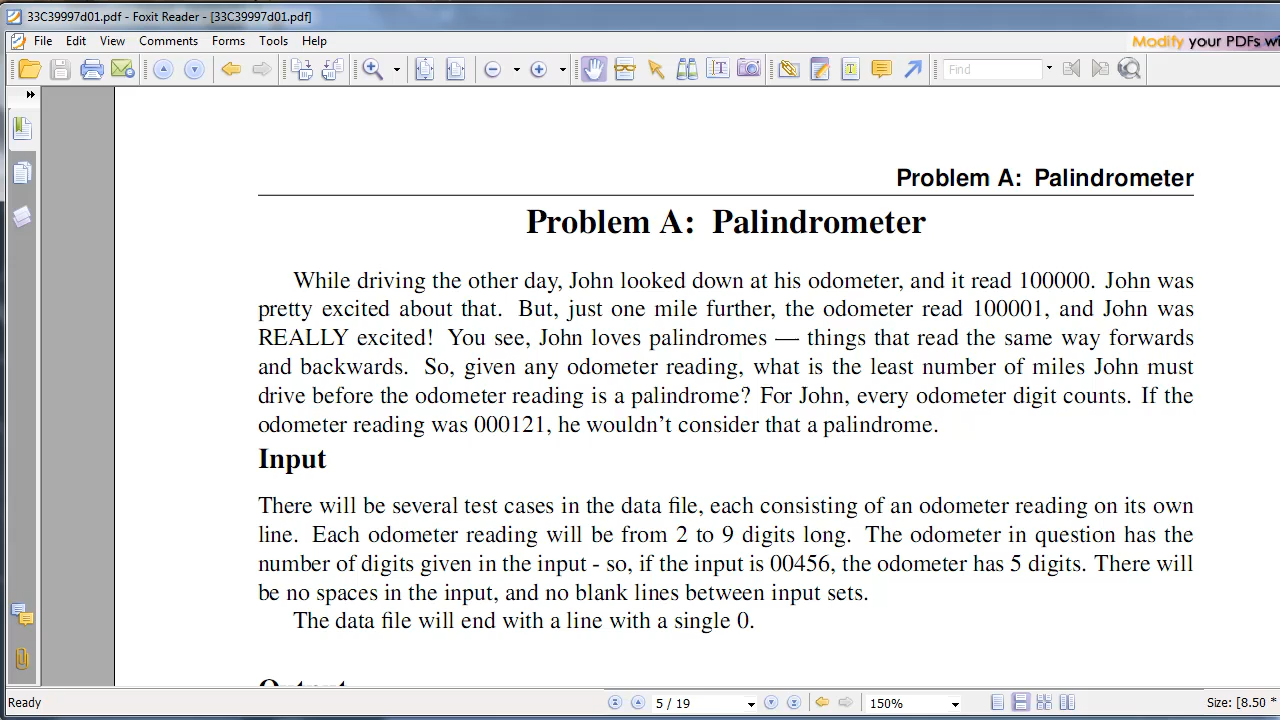 33C39997d01.pdf - Foxit Reader - [33C39997d01.pdf]
File Edit View Comments Forms Tools Help
Modify your PDFs wi
Find
Problem A: Palindrometer
Problem A: Palindrometer
While driving the other day, John looked down at his odometer, and it read 100000. John was
pretty excited about that. But, just one mile further, the odometer read 100001, and John was
REALLY excited! You see, John loves palindromes — things that read the same way forwards
and backwards. So, given any odometer reading, what is the least number of miles John must
drive before the odometer reading is a palindrome? For John, every odometer digit counts. If the
odometer reading was 000121, he wouldn't consider that a palindrome.
Input
There will be several test cases in the data file, each consisting of an odometer reading on its own
line. Each odometer reading will be from 2 to 9 digits long. The odometer in question has the
number of digits given in the input - so, if the input is 00456, the odometer has 5 digits. There will
be no spaces in the input, and no blank lines between input sets.
The data file will end with a line with a single 0.
Output
Ready 5 / 19 150% Size: [8.50 *